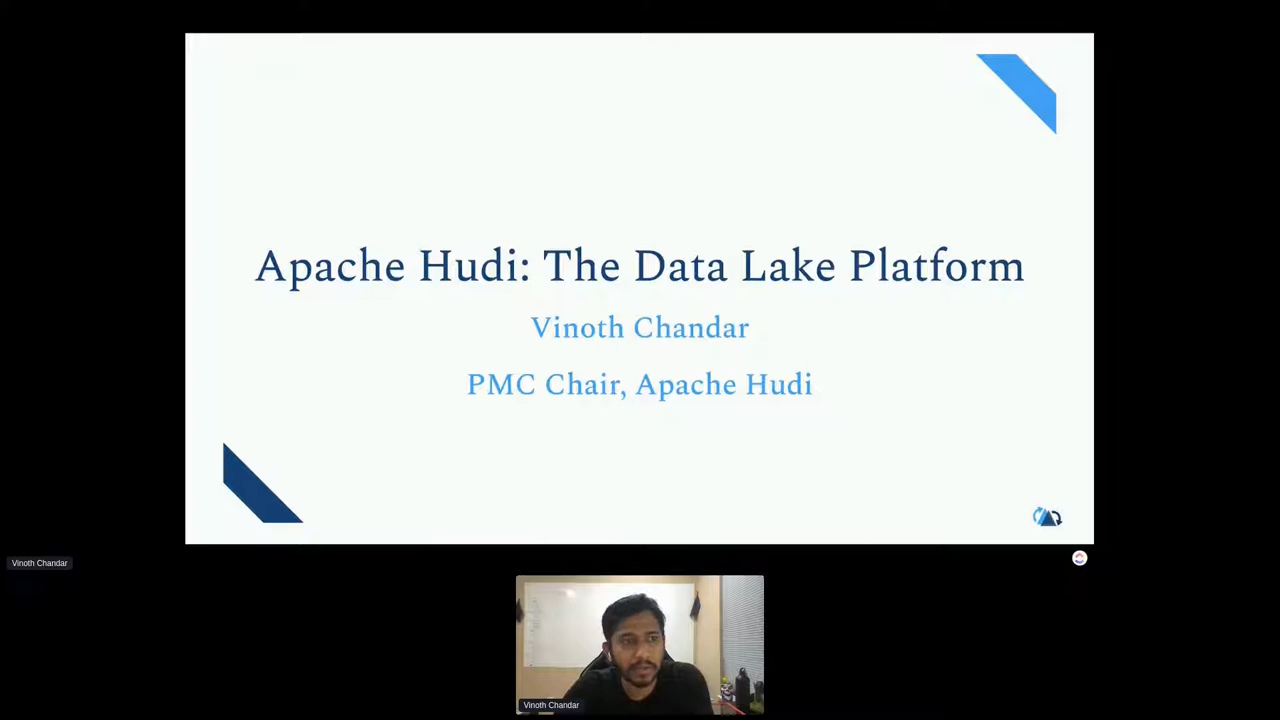 Apache Hudi: The Data Lake Platform
Vinoth Chandar
PMC Chair, Apache Hudi
Vinoth Chandar
Vinoth Chandar